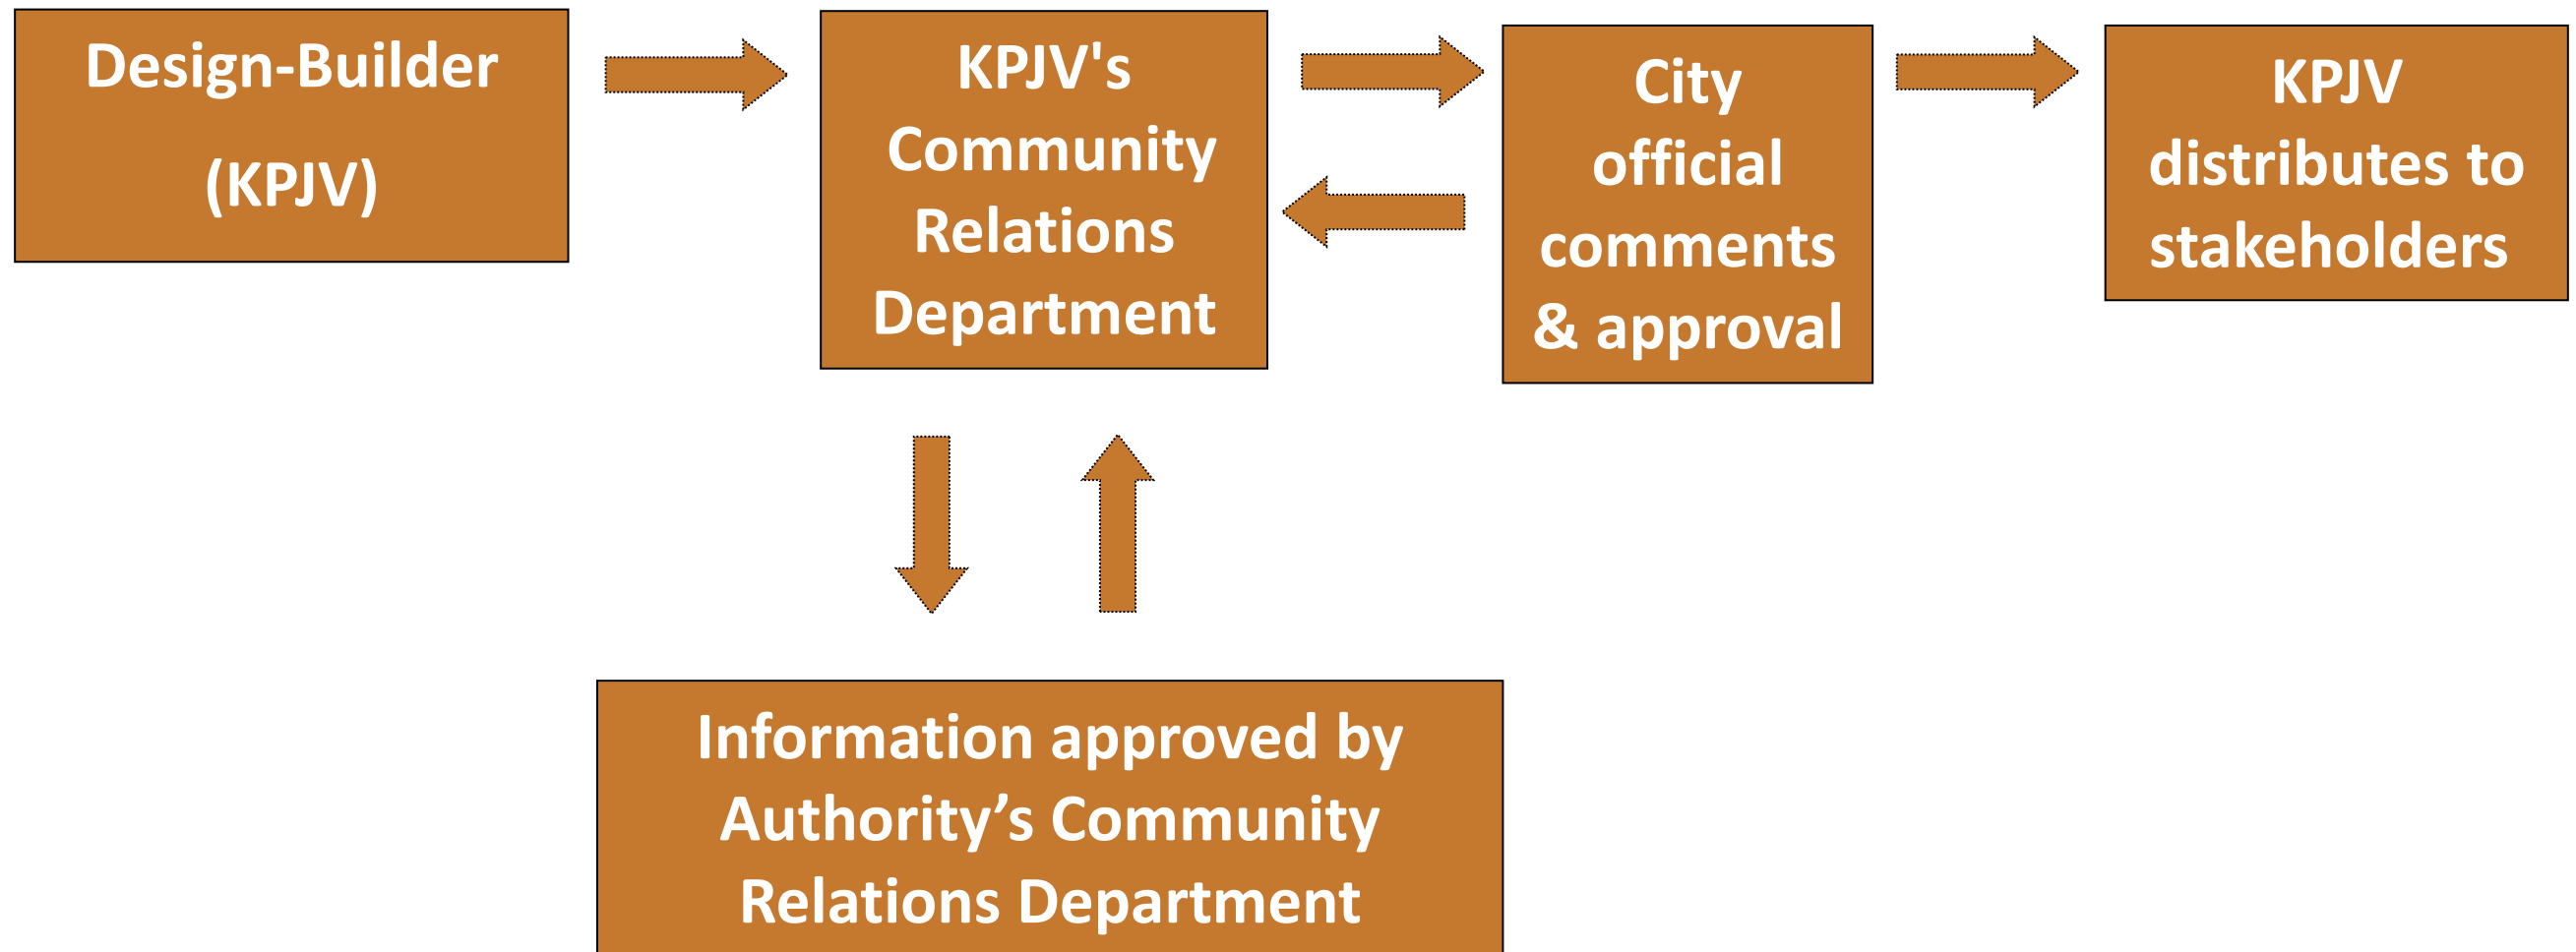 Design-Builder
(KPJV)
KPJV's
Community
Relations
Department
City
official
comments
& approval
KPJV
distributes to
stakeholders
Information approved by
Authority’s Community
Relations Department